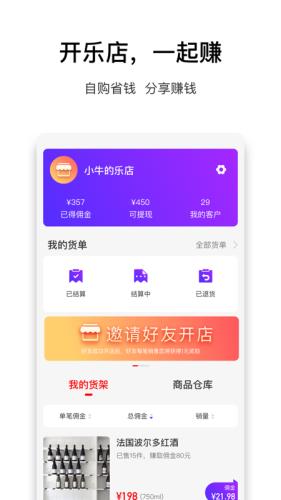 开乐店，一起赚
自购省钱 分享赚钱
小牛的乐店
¥357 ¥450 29
已得佣金 可提现 我的客户
我的货单 全部货单
已结算 结算中 已退货
邀请好友开店
我的货架 商品仓库
单笔佣金 总佣金 销量
法国波尔多红酒
已售15件，赚取佣金80元
佣金
¥198 (750ml) ¥21.98